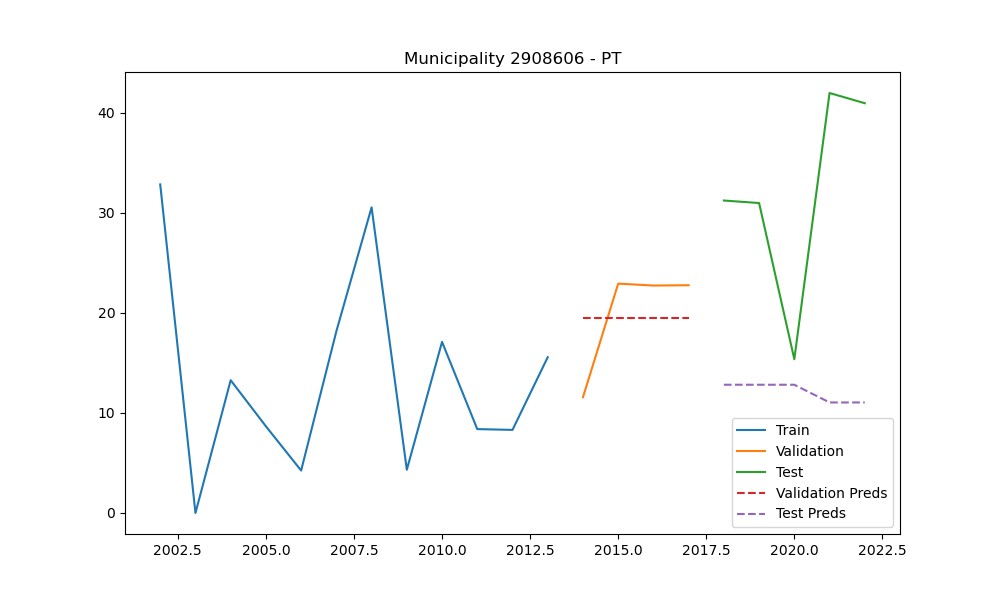 Municipality 2908606 - PT
40
30
20
10
0
2002.5 2005.0 2007.5 2010.0 2012.5 2015.0 2017.5 2020.0 2022.5
Train
Validation
Test
Validation Preds
Test Preds